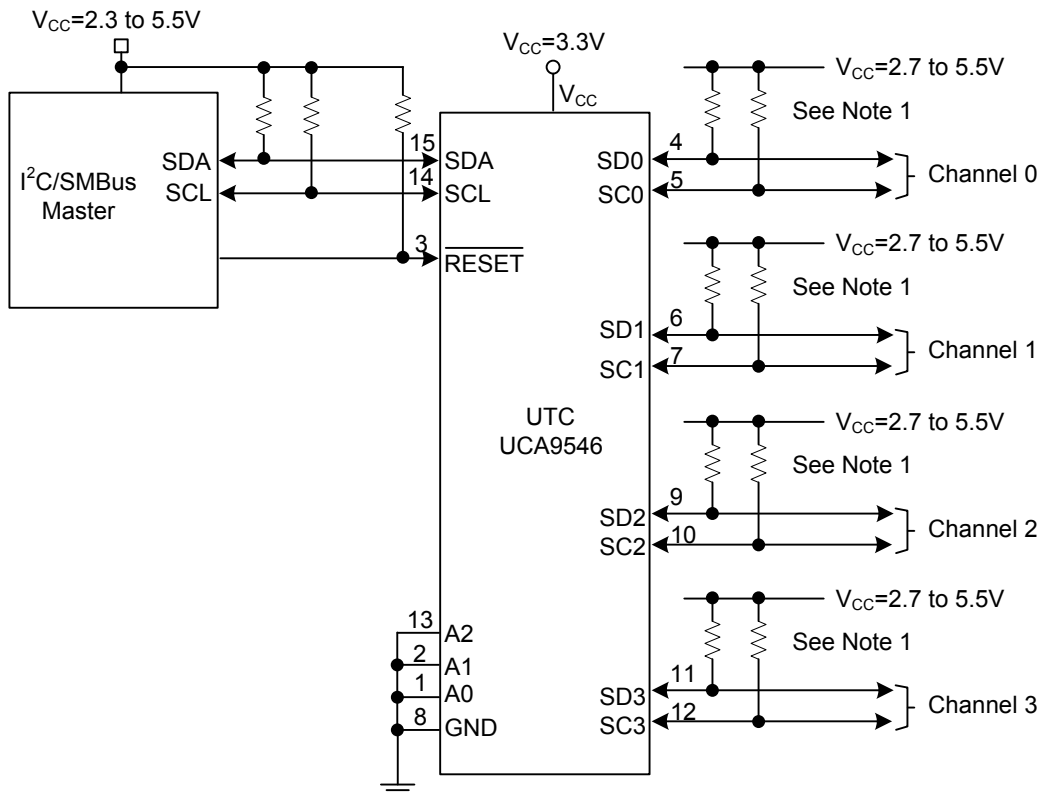 V_CC=2.3 to 5.5V
I²C/SMBus
Master
SDA
SCL
V_CC=3.3V
V_CC
15
SDA
14
SCL
3
RESET
UTC
UCA9546
13
A2
2
A1
1
A0
8
GND
V_CC=2.7 to 5.5V
See Note 1
SD0
4
SC0
5
Channel 0
V_CC=2.7 to 5.5V
See Note 1
SD1
6
SC1
7
Channel 1
V_CC=2.7 to 5.5V
See Note 1
SD2
9
SC2
10
Channel 2
V_CC=2.7 to 5.5V
See Note 1
SD3
11
SC3
12
Channel 3